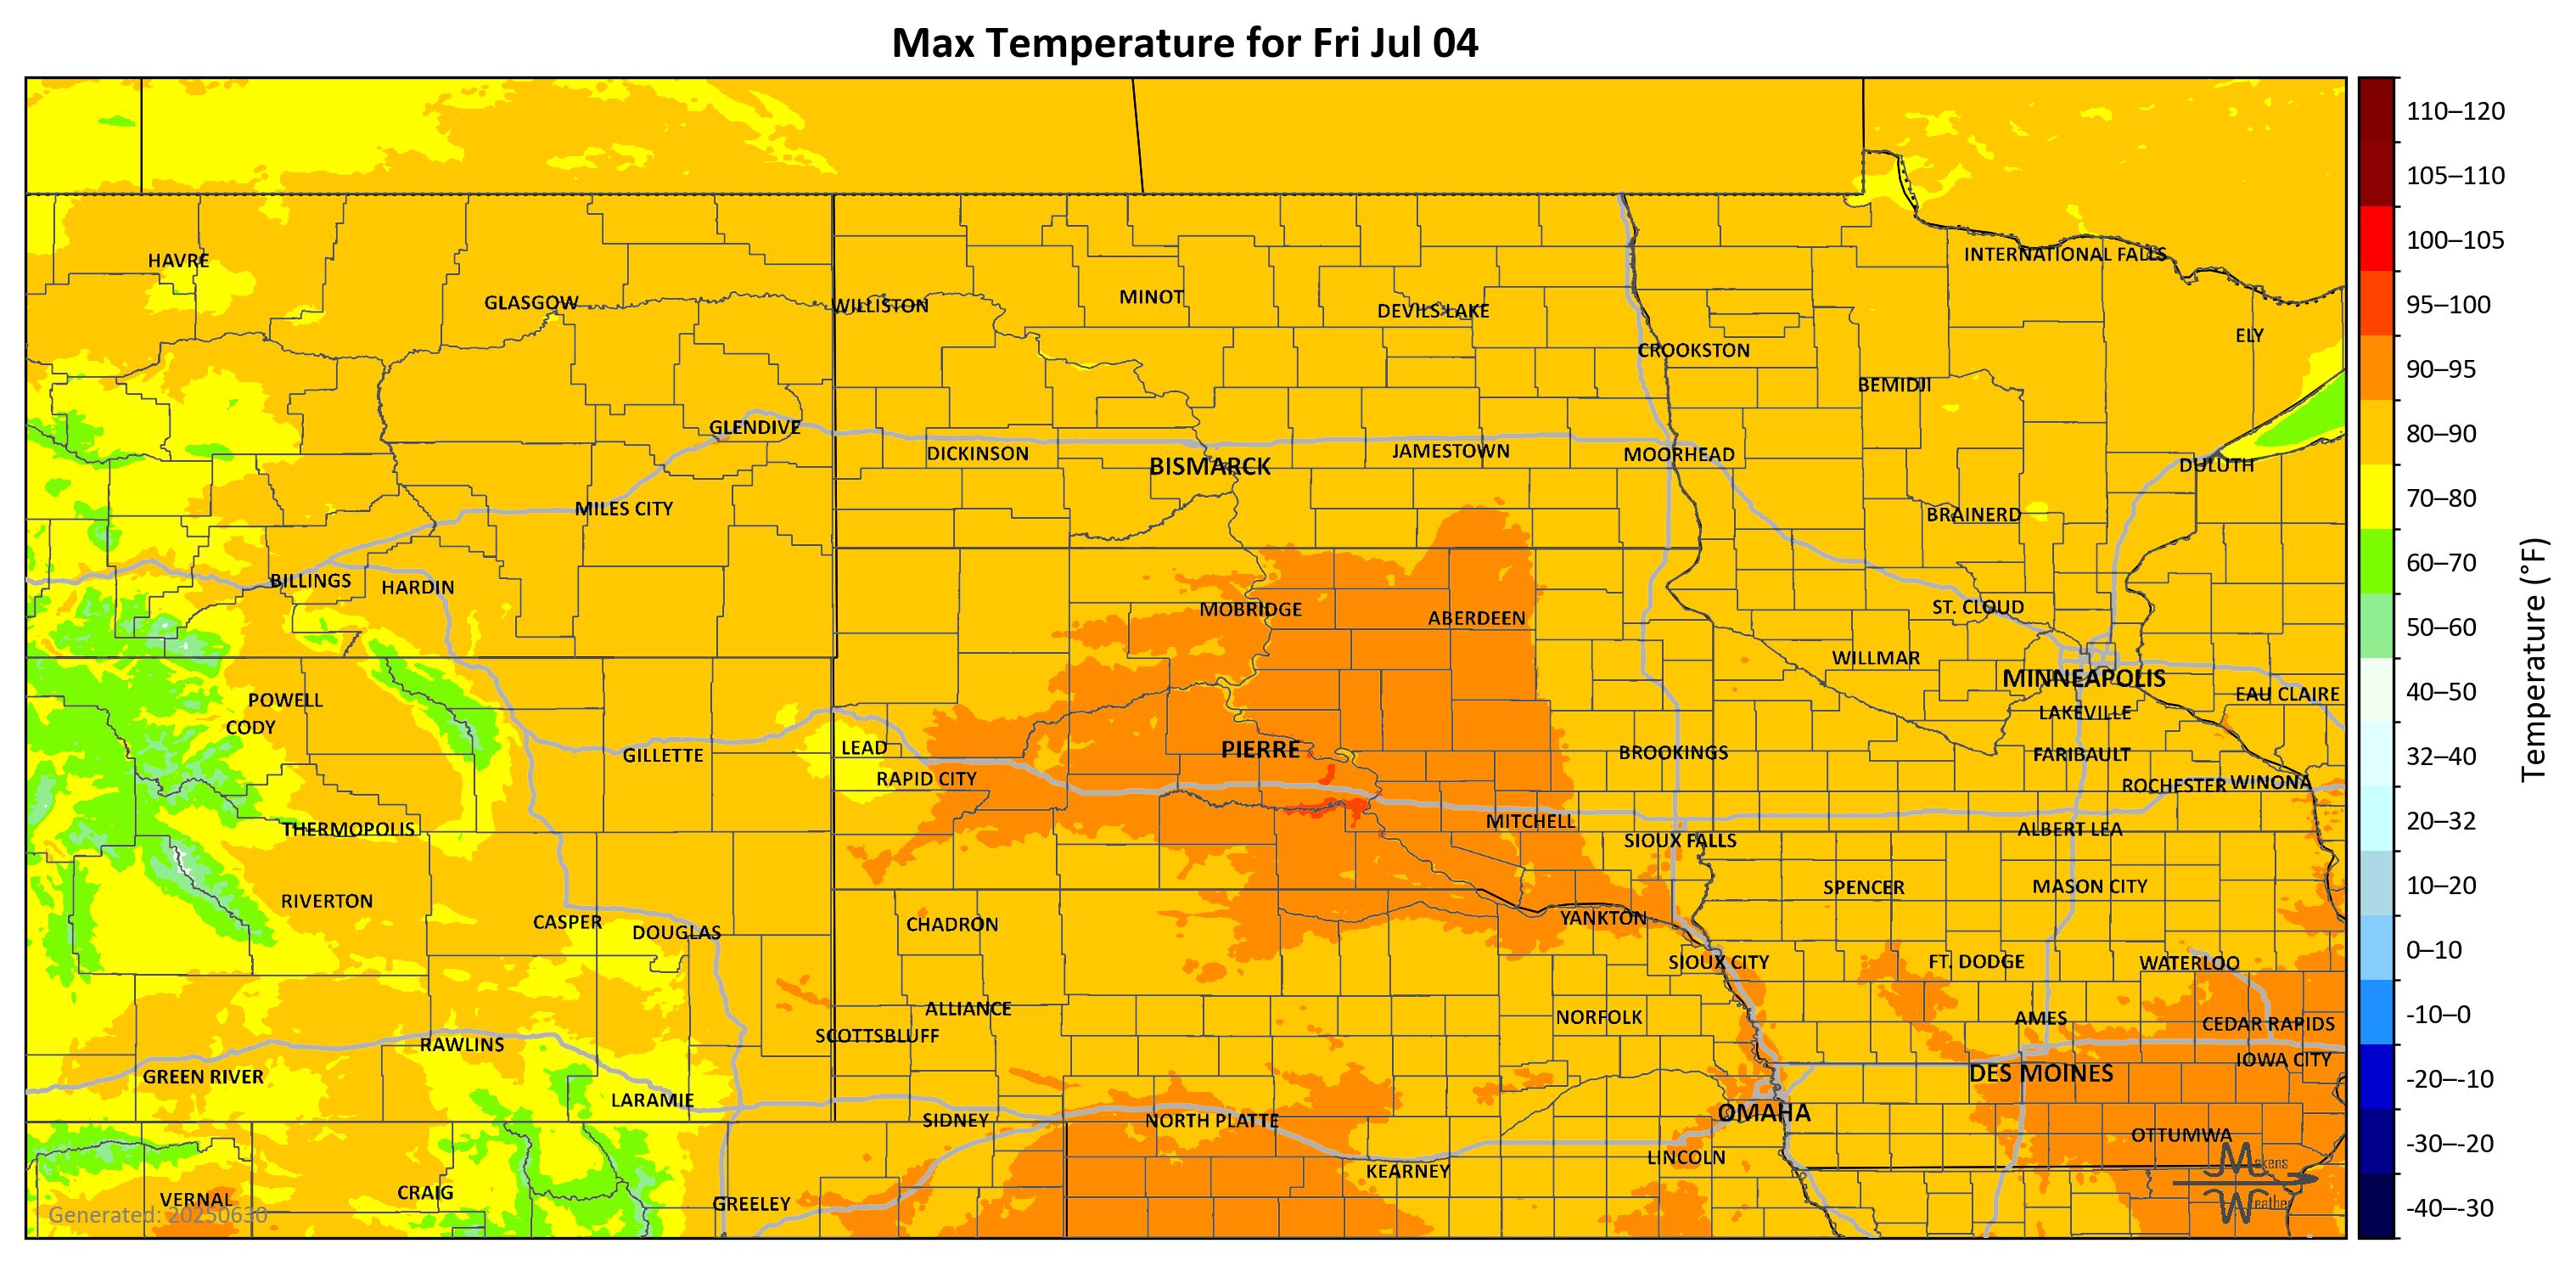 Max Temperature for Fri Jul 04
110–120
105–110
100–105
95–100
90–95
80–90
70–80
60–70
50–60
40–50
32–40
20–32
10–20
0–10
-10–0
-20–-10
-30–-20
-40–-30
Temperature (°F)
HAVRE
INTERNATIONAL FALLS
GLASGOW
WILLISTON
MINOT
DEVILS LAKE
ELY
CROOKSTON
BEMIDJI
GLENDIVE
DICKINSON
BISMARCK
JAMESTOWN
MOORHEAD
DULUTH
MILES CITY
BRAINERD
BILLINGS
HARDIN
MOBRIDGE
ABERDEEN
ST. CLOUD
WILLMAR
MINNEAPOLIS
EAU CLAIRE
POWELL
CODY
LAKEVILLE
GILLETTE
LEAD
PIERRE
BROOKINGS
FARIBAULT
RAPID CITY
ROCHESTER
WINONA
THERMOPOLIS
MITCHELL
SIOUX FALLS
ALBERT LEA
RIVERTON
SPENCER
MASON CITY
CASPER
DOUGLAS
CHADRON
YANKTON
SIOUX CITY
FT. DODGE
WATERLOO
ALLIANCE
NORFOLK
AMES
CEDAR RAPIDS
SCOTTSBLUFF
RAWLINS
IOWA CITY
GREEN RIVER
DES MOINES
LARAMIE
SIDNEY
NORTH PLATTE
OMAHA
OTTUMWA
LINCOLN
KEARNEY
VERNAL
CRAIG
GREELEY
Makens
Weather
Generated: 20250630